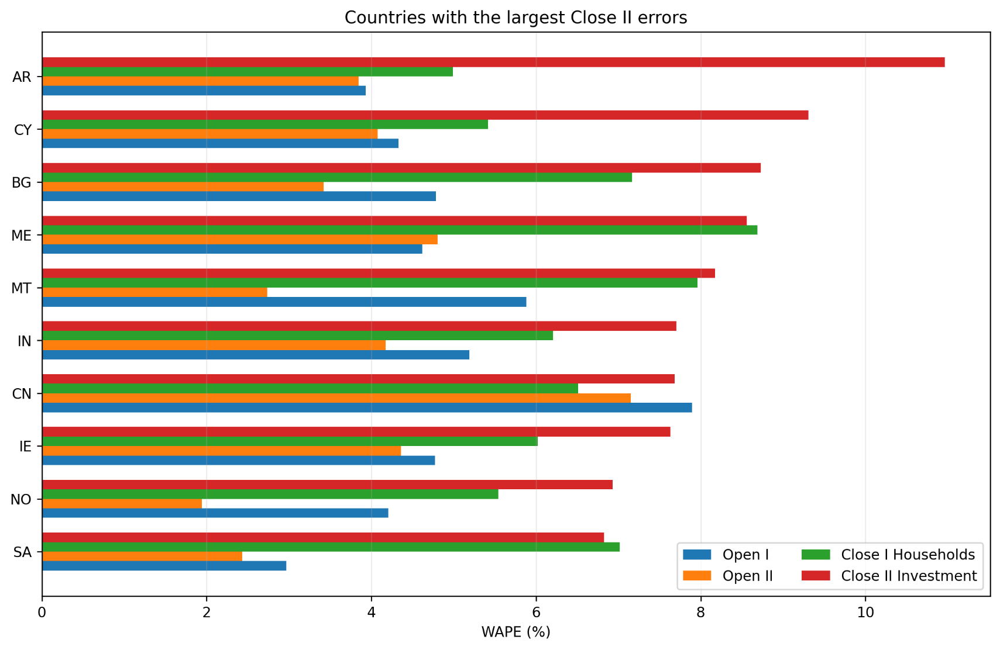 Countries with the largest Close II errors
AR
CY
BG
ME
MT
IN
CN
IE
NO
SA
Open I
Close I Households
Open II
Close II Investment
0 2 4 6 8 10
WAPE (%)